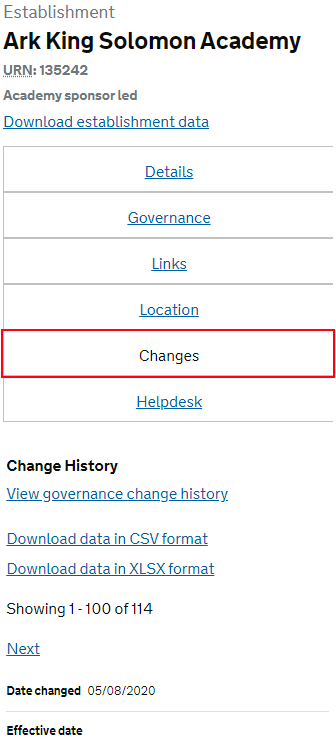 Establishment
Ark King Solomon Academy
URN: 135242
Academy sponsor led
Download establishment data
Details
Governance
Links
Location
Changes
Helpdesk
Change History
View governance change history
Download data in CSV format
Download data in XLSX format
Showing 1 - 100 of 114
Next
Date changed 05/08/2020
Effective date